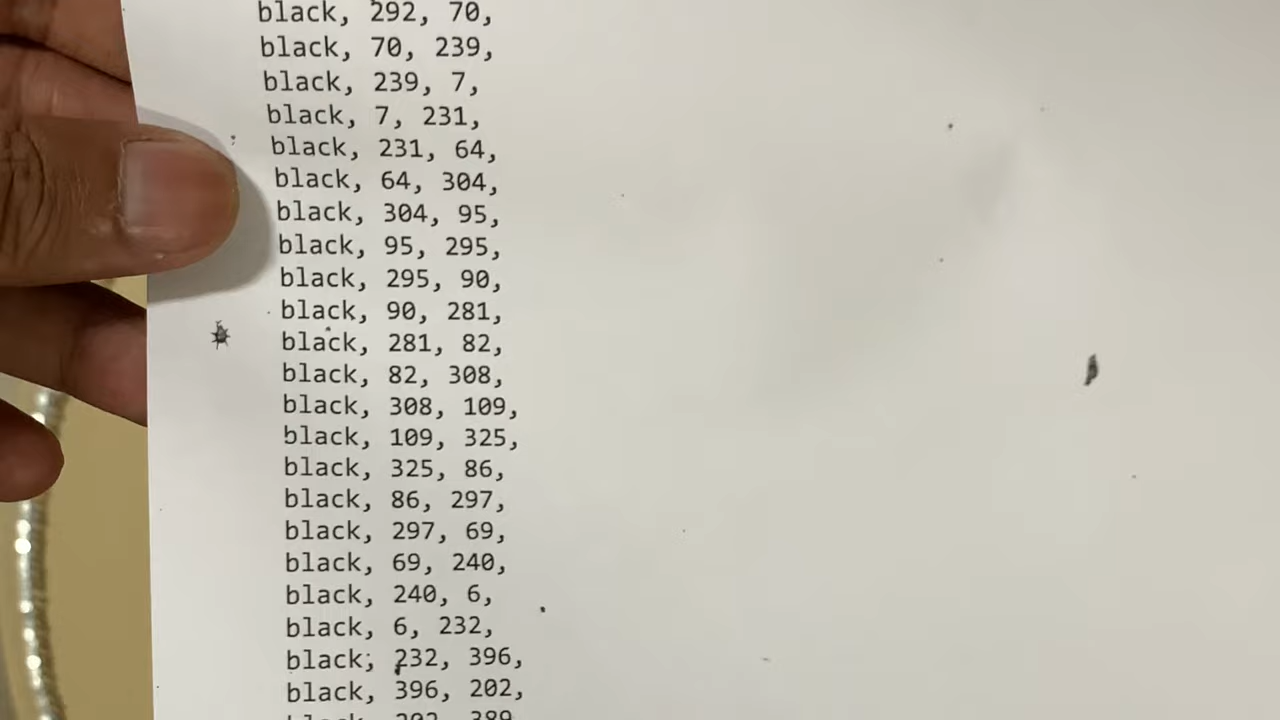 black, 292, 70,
black, 70, 239,
black, 239, 7,
black, 7, 231,
black, 231, 64,
black, 64, 304,
black, 304, 95,
black, 95, 295,
black, 295, 90,
black, 90, 281,
black, 281, 82,
black, 82, 308,
black, 308, 109,
black, 109, 325,
black, 325, 86,
black, 86, 297,
black, 297, 69,
black, 69, 240,
black, 240, 6,
black, 6, 232,
black, 232, 396,
black, 396, 202,
black, 202, 389